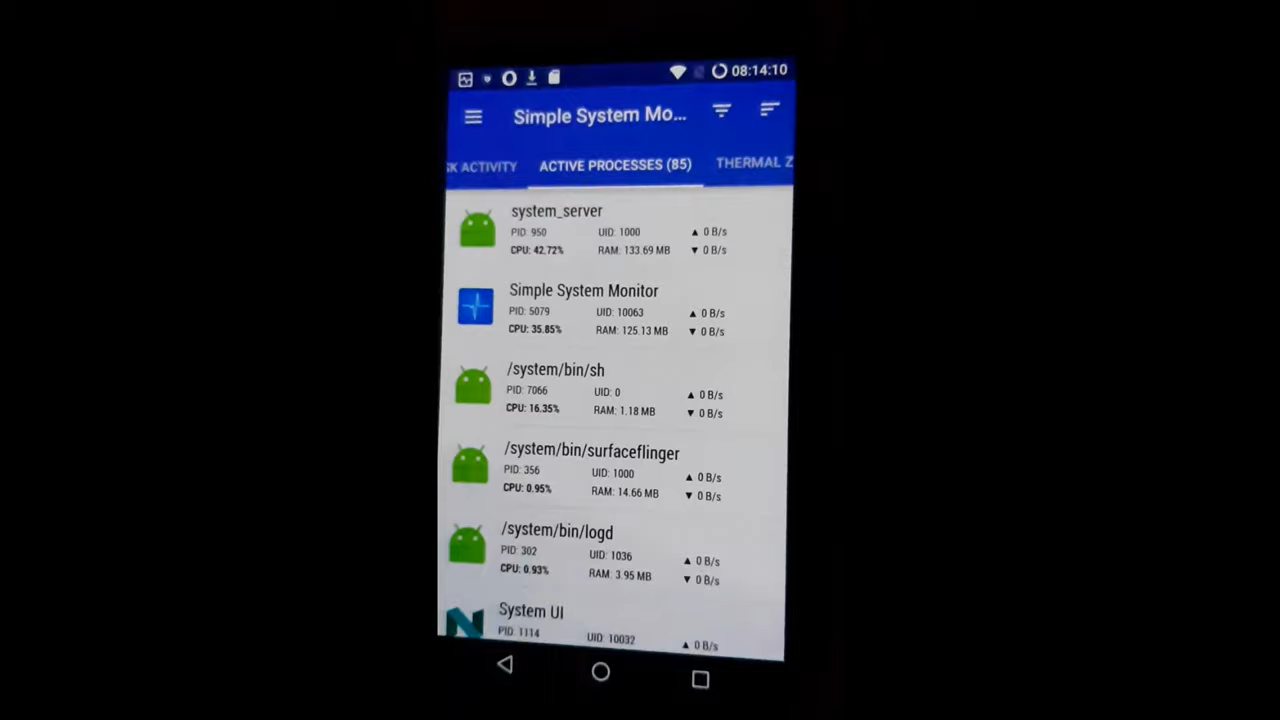 08:14:10
Simple System Mo...
SK ACTIVITY ACTIVE PROCESSES (85) THERMAL Z
system_server
PID: 950 UID: 1000 ▲ 0 B/s
CPU: 42.72% RAM: 133.69 MB ▼ 0 B/s
Simple System Monitor
PID: 5079 UID: 10063 ▲ 0 B/s
CPU: 35.85% RAM: 125.13 MB ▼ 0 B/s
/system/bin/sh
PID: 7066 UID: 0 ▲ 0 B/s
CPU: 16.35% RAM: 1.18 MB ▼ 0 B/s
/system/bin/surfaceflinger
PID: 356 UID: 1000 ▲ 0 B/s
CPU: 0.95% RAM: 14.66 MB ▼ 0 B/s
/system/bin/logd
PID: 302 UID: 1036 ▲ 0 B/s
CPU: 0.93% RAM: 3.95 MB ▼ 0 B/s
System UI
PID: 1114 UID: 10032 ▲ 0 B/s